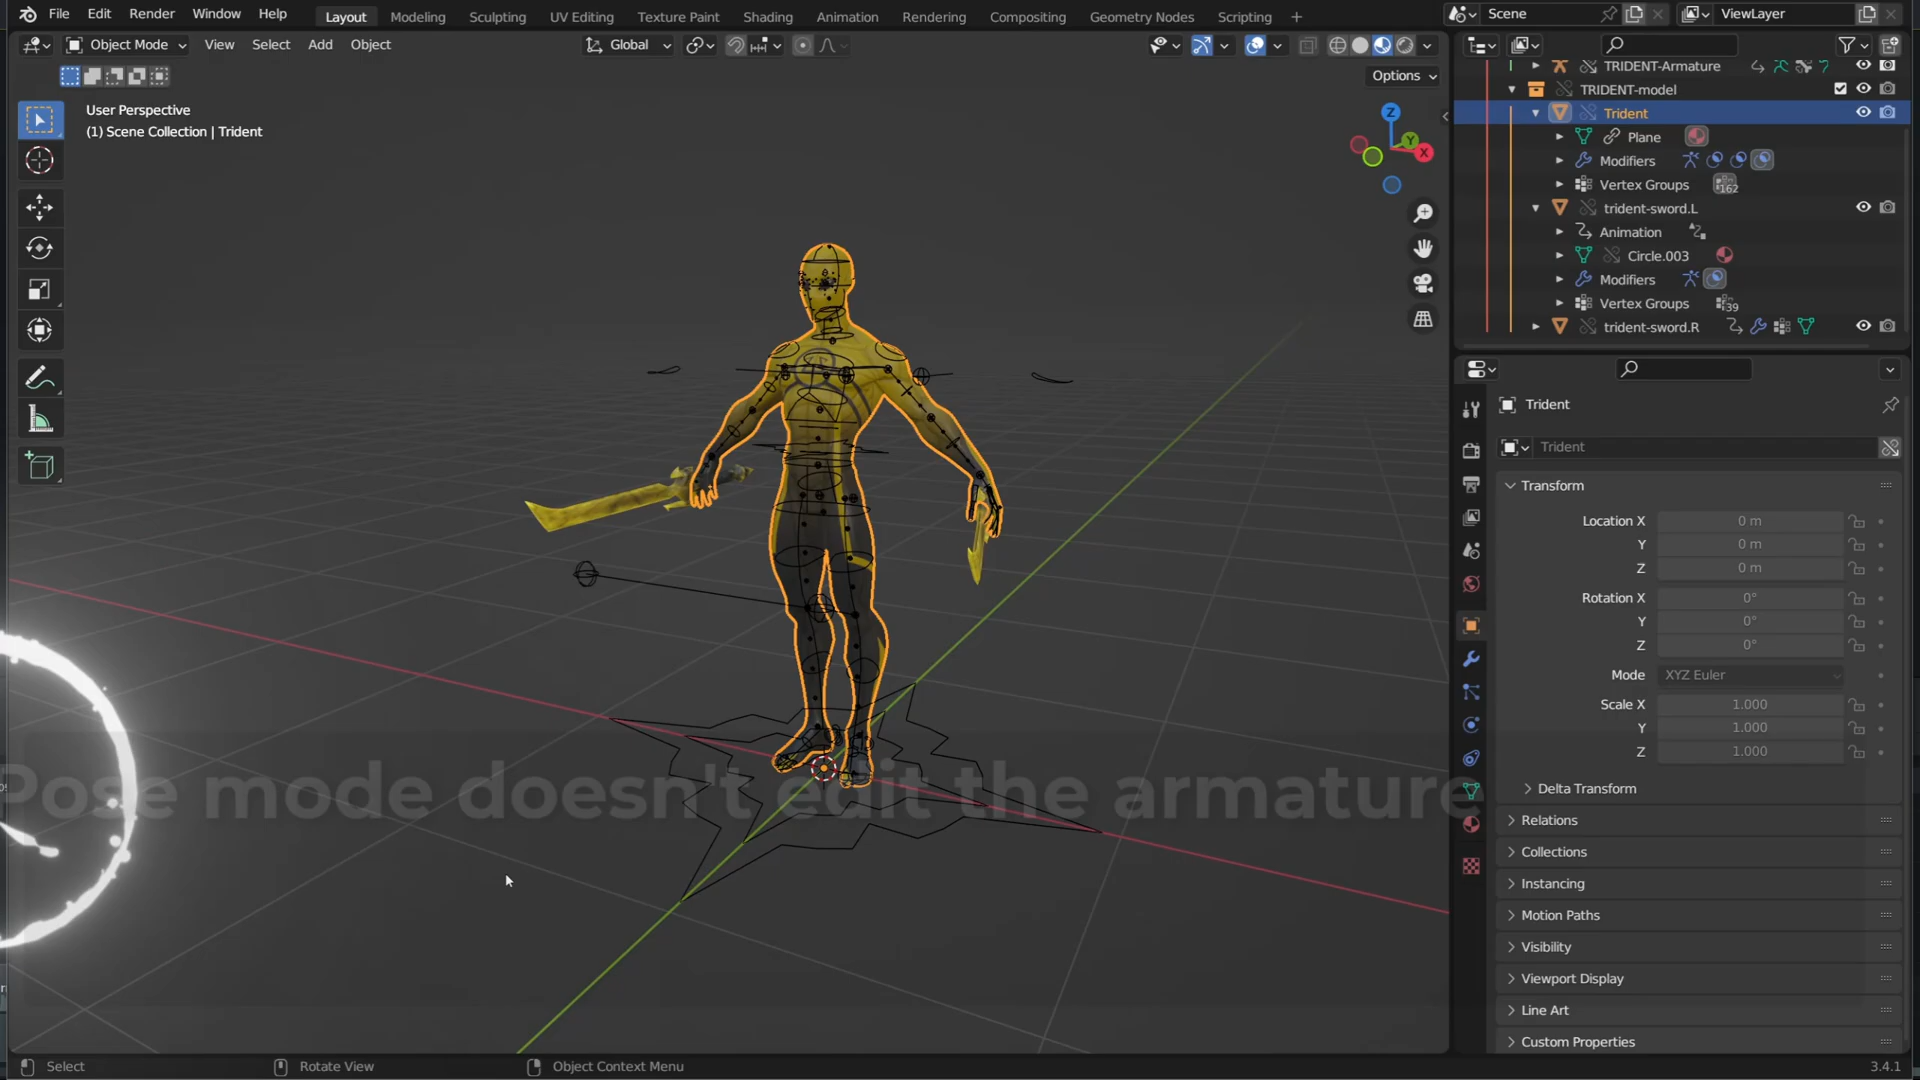 File Edit Render Window Help Layout Modeling Sculpting UV Editing Texture Paint Shading Animation Rendering Compositing Geometry Nodes Scripting + Scene ViewLayer
Object Mode View Select Add Object Global
Options
User Perspective
(1) Scene Collection | Trident
Z
Y
X
TRIDENT-Armature
TRIDENT-model
Trident
Plane
Modifiers
Vertex Groups 162
trident-sword.L
Animation
Circle.003
Modifiers
Vertex Groups 39
trident-sword.R
Trident
Trident
Transform
Location X 0 m
Y 0 m
Z 0 m
Rotation X 0°
Y 0°
Z 0°
Mode XYZ Euler
Scale X 1.000
Y 1.000
Z 1.000
Delta Transform
Relations
Collections
Instancing
Motion Paths
Visibility
Viewport Display
Line Art
Custom Properties
Pose mode doesn't edit the armature
Select Rotate View Object Context Menu 3.4.1